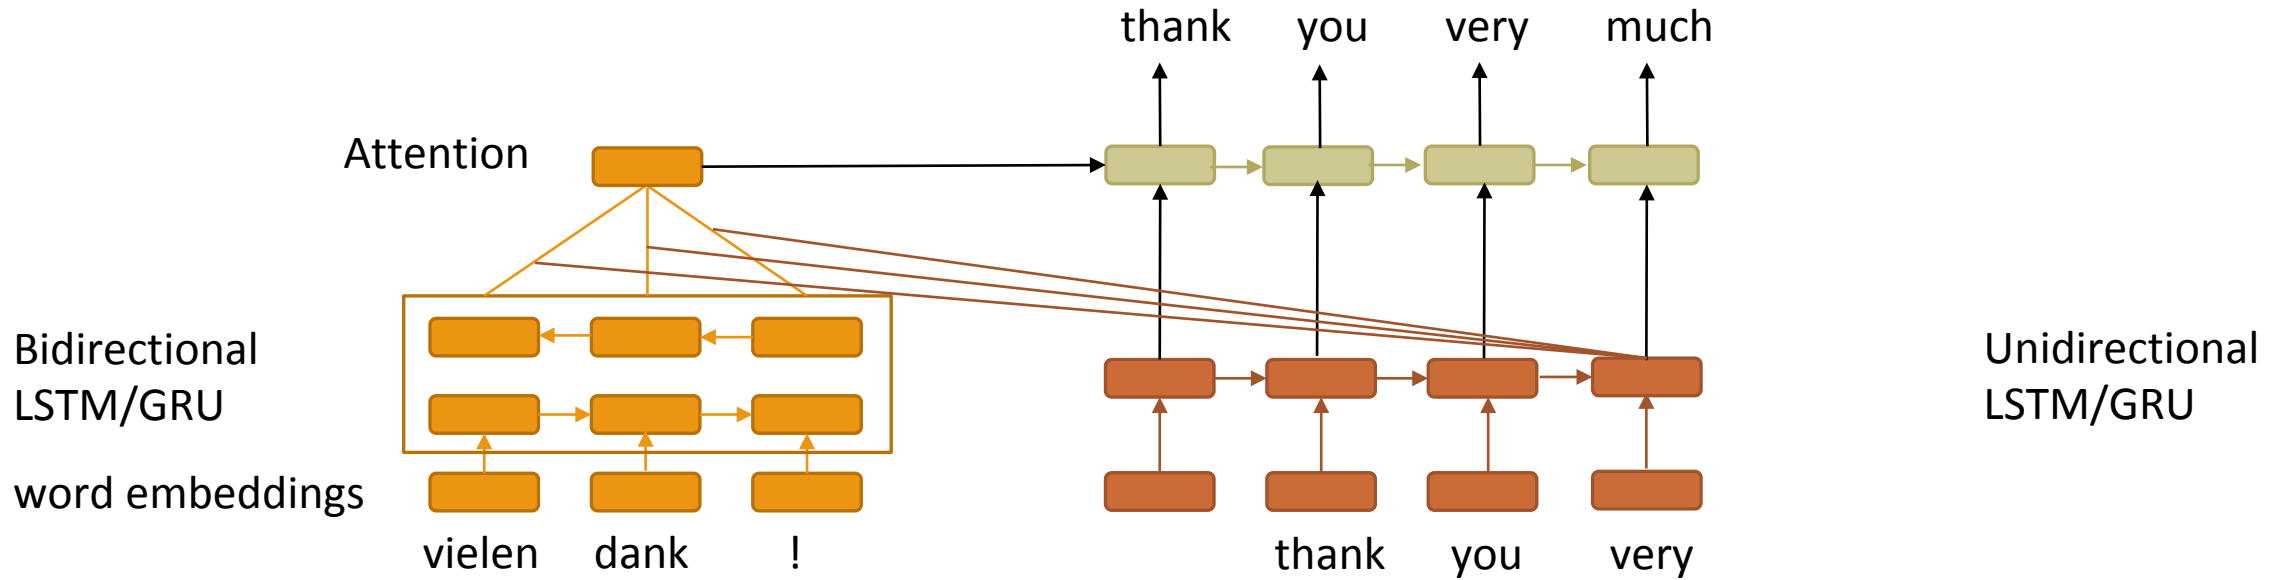 thank you very much
Attention
Bidirectional
LSTM/GRU
Unidirectional
LSTM/GRU
word embeddings
vielen dank !
thank you very